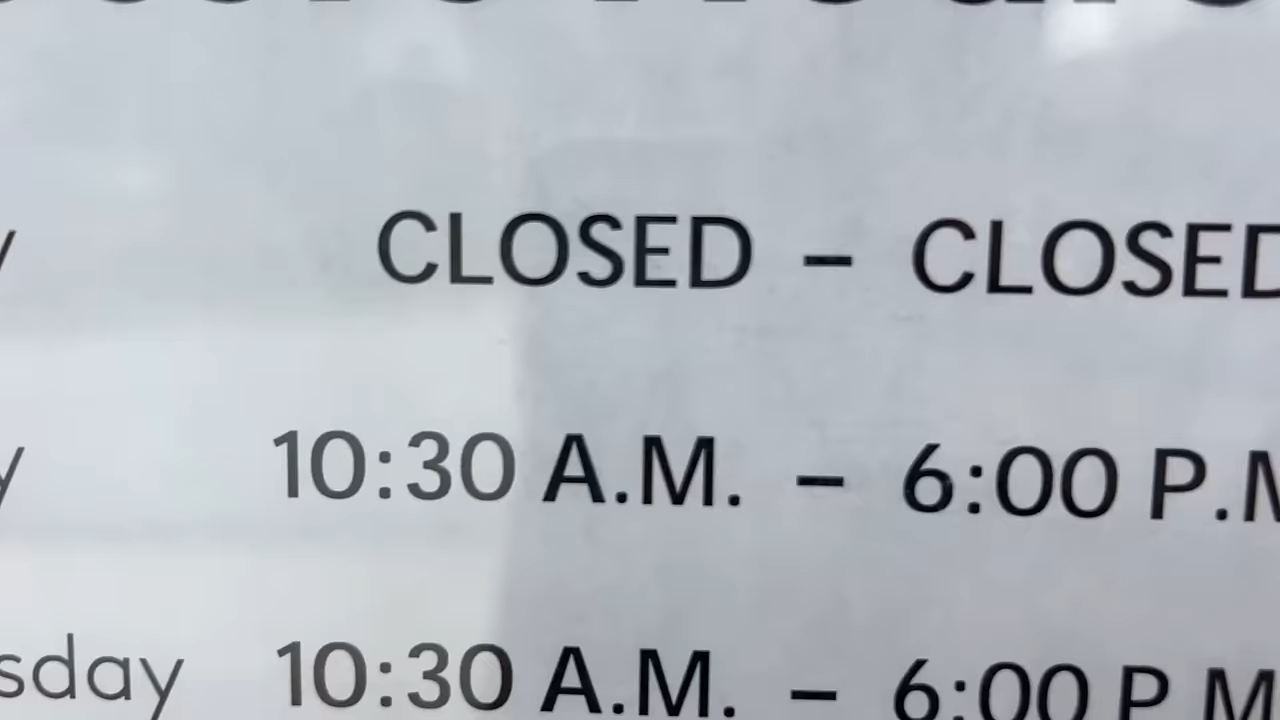 y CLOSED – CLOSED
y 10:30 A.M. – 6:00 P.M
sday 10:30 A.M. – 6:00 P.M